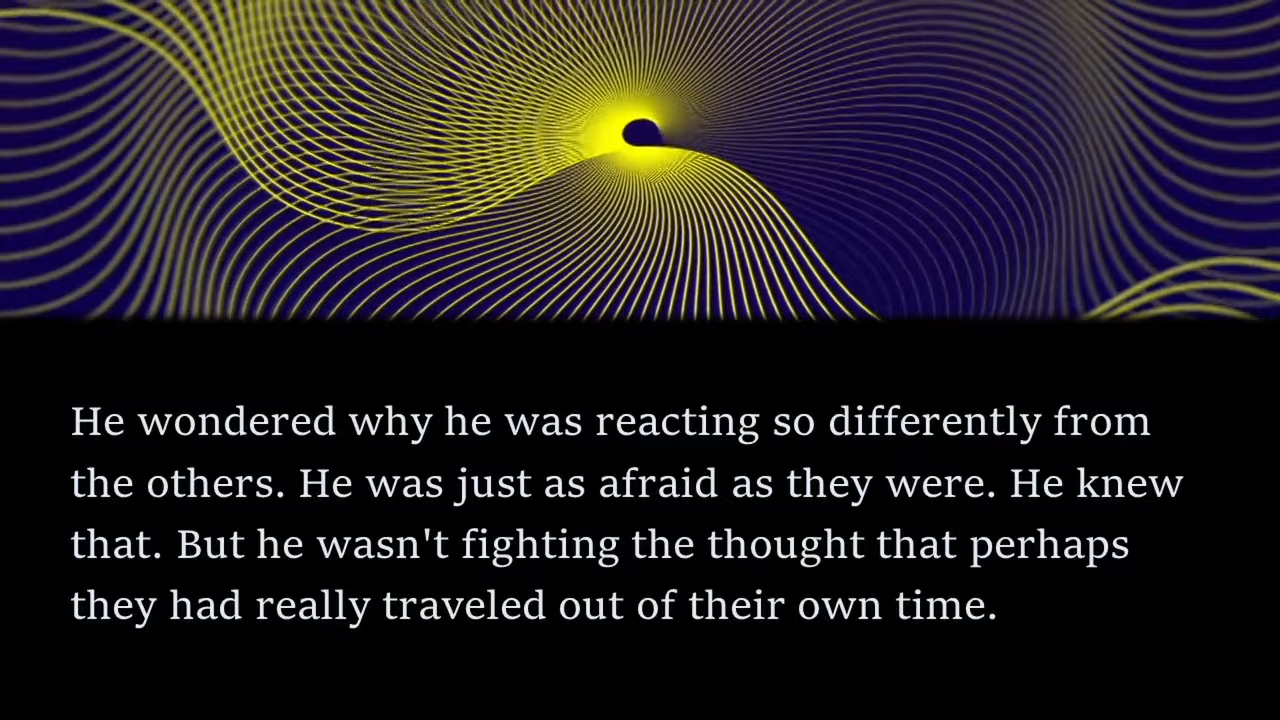 He wondered why he was reacting so differently from
the others. He was just as afraid as they were. He knew
that. But he wasn't fighting the thought that perhaps
they had really traveled out of their own time.